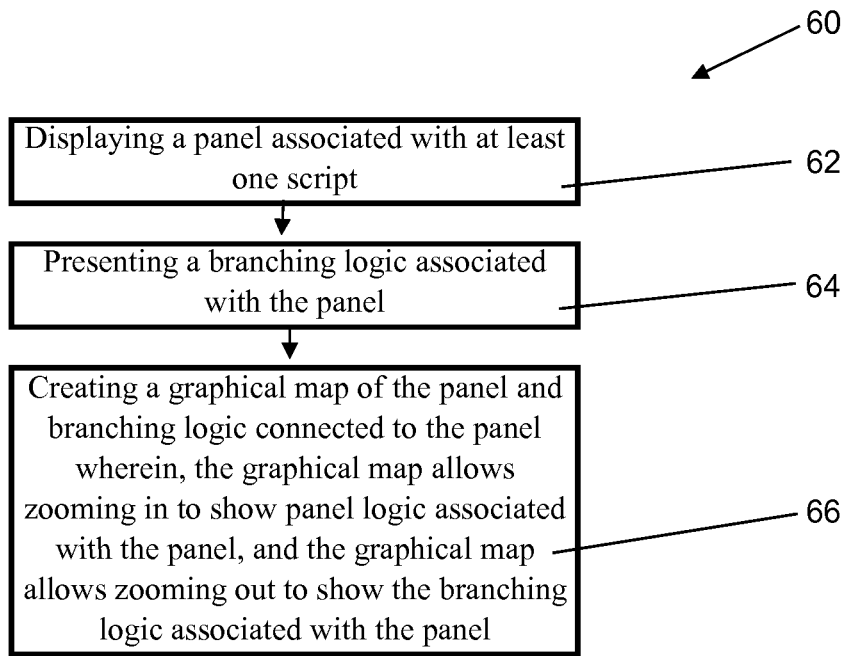 60
Displaying a panel associated with at least
one script
62
Presenting a branching logic associated
with the panel
64
Creating a graphical map of the panel and
branching logic connected to the panel
wherein, the graphical map allows
zooming in to show panel logic associated
with the panel, and the graphical map
allows zooming out to show the branching
logic associated with the panel
66